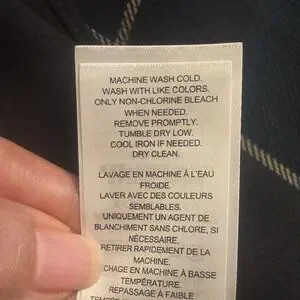 MACHINE WASH COLD.
WASH WITH LIKE COLORS.
ONLY NON-CHLORINE BLEACH
WHEN NEEDED.
REMOVE PROMPTLY.
TUMBLE DRY LOW.
COOL IRON IF NEEDED.
DRY CLEAN.
LAVAGE EN MACHINE À L'EAU
FROIDE.
LAVER AVEC DES COULEURS
SEMBLABLES.
UNIQUEMENT UN AGENT DE
BLANCHIMENT SANS CHLORE, SI
NÉCESSAIRE.
RETIRER RAPIDEMENT DE LA
MACHINE.
CHAGE EN MACHINE À BASSE
TEMPÉRATURE.
REPASSAGE À FAIBLE